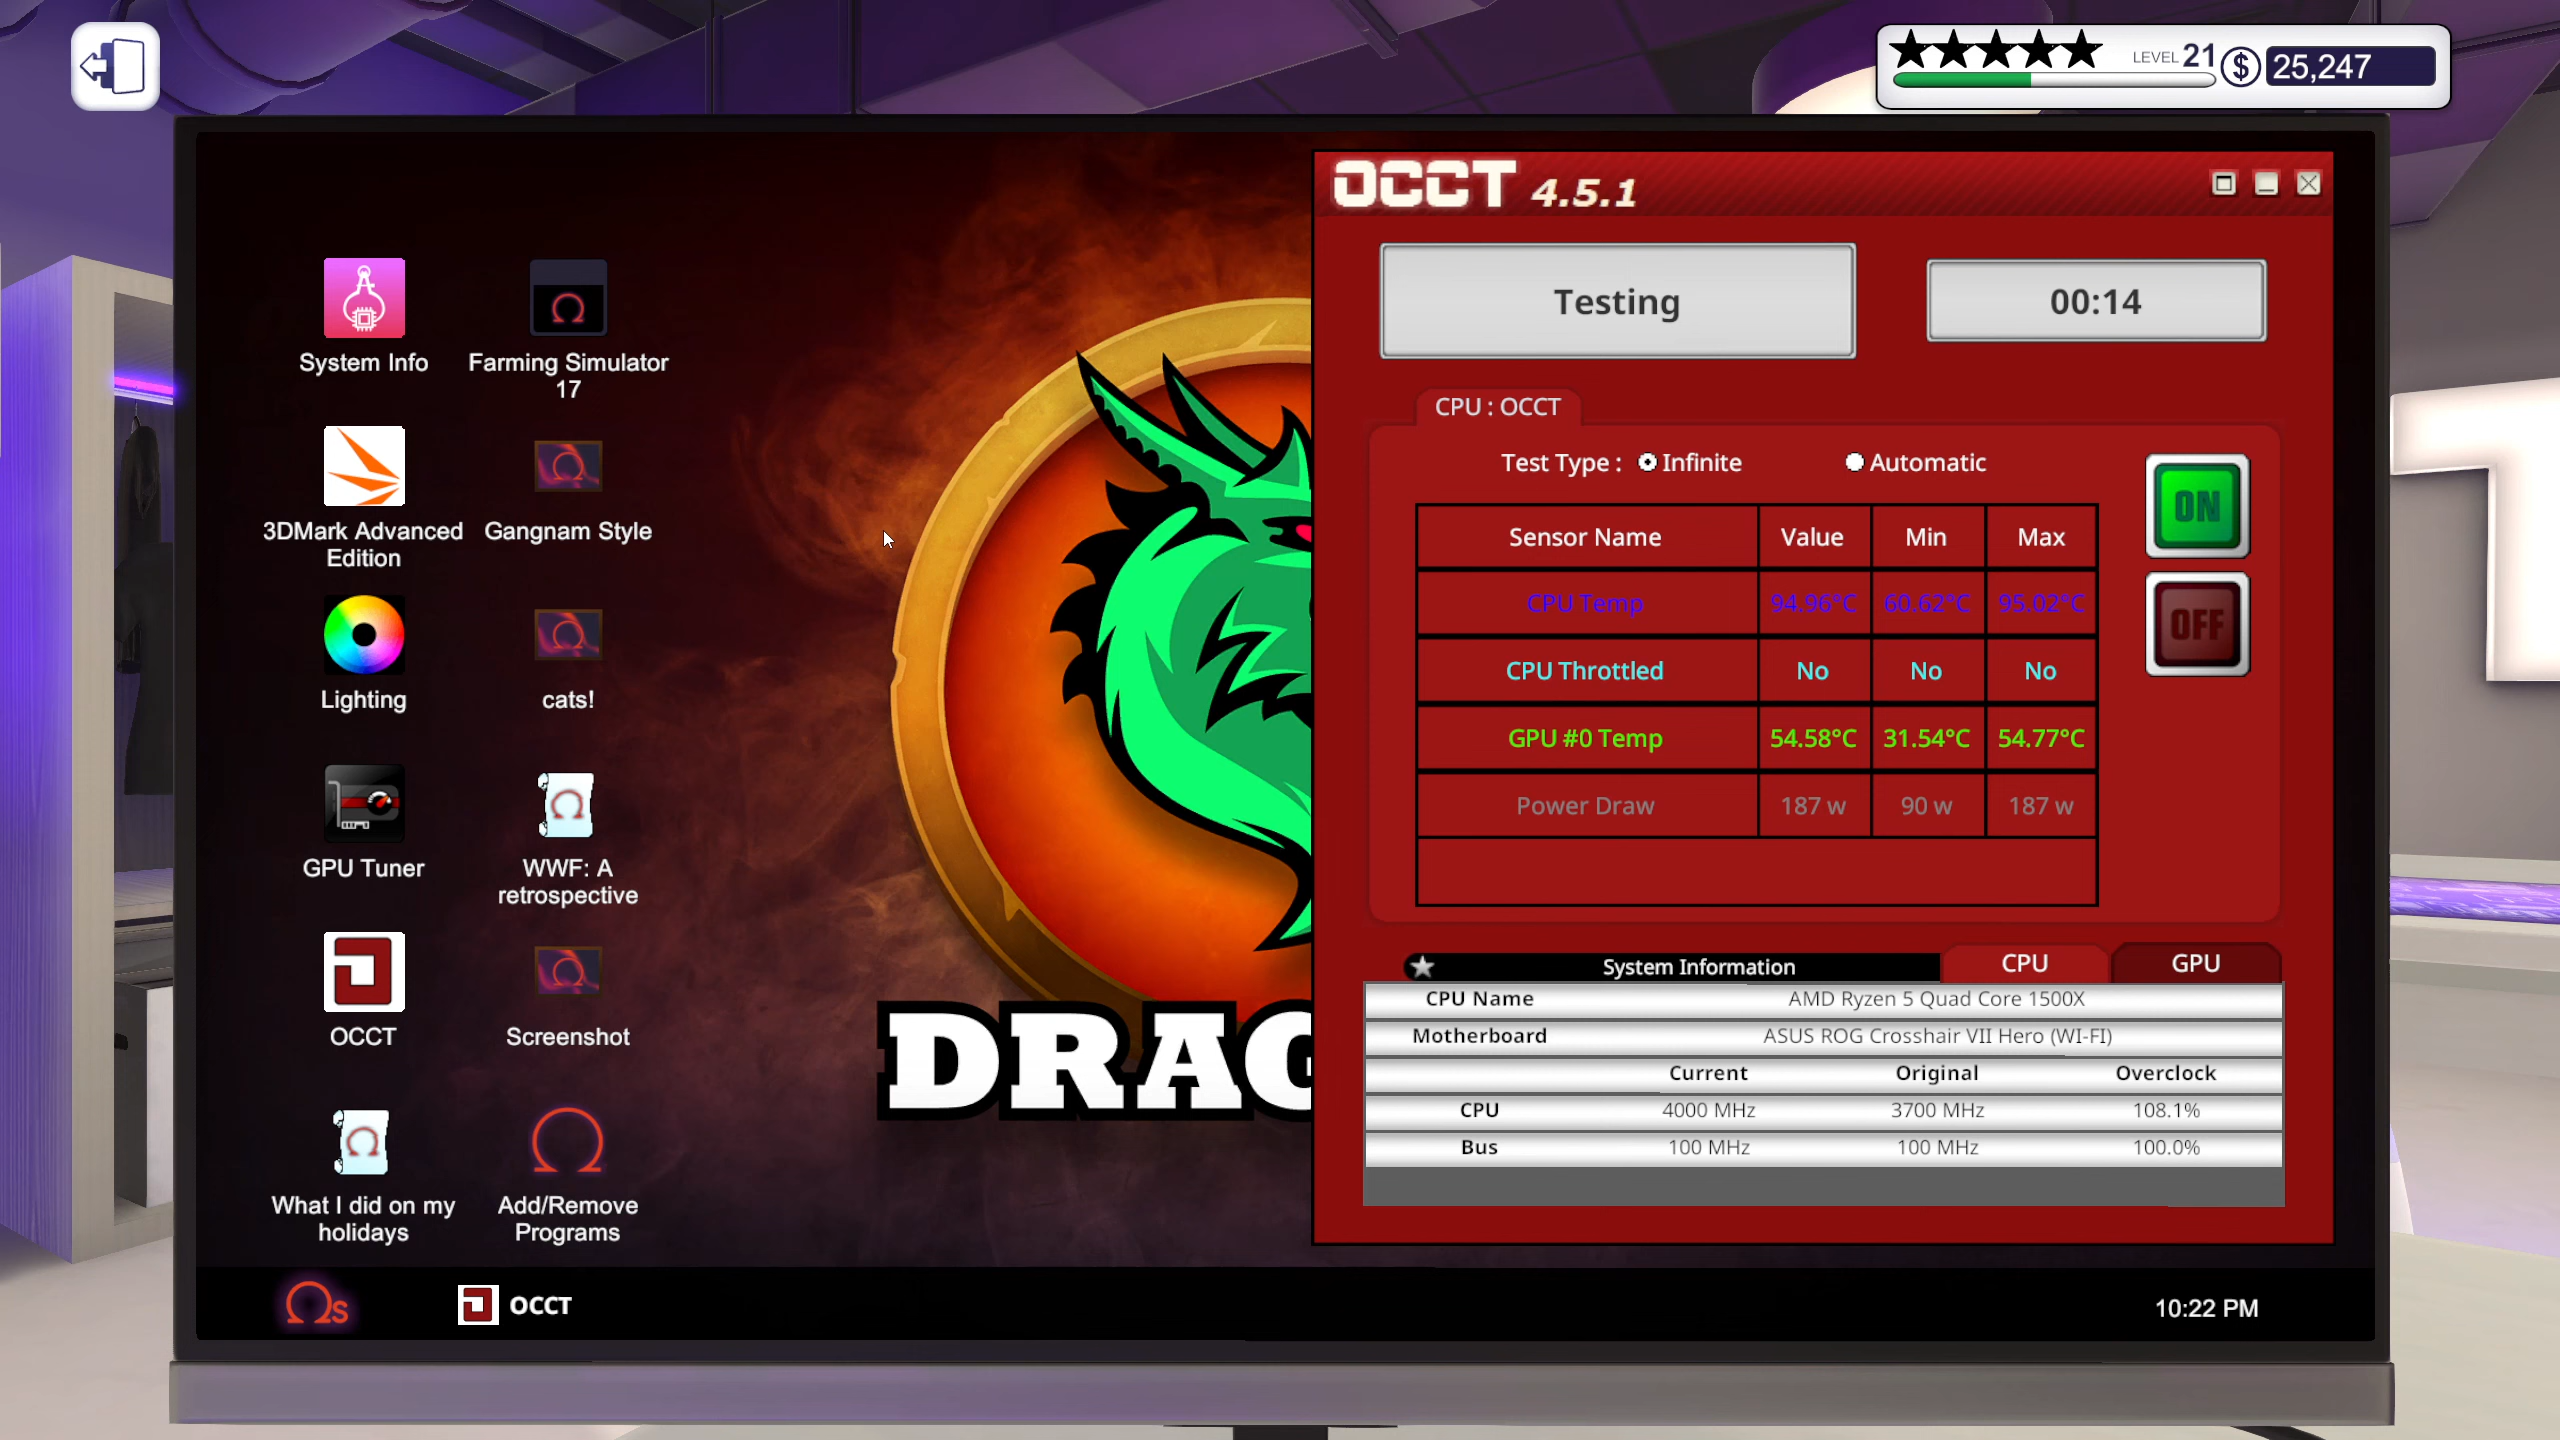 LEVEL 21 $ 25,247
OCCT 4.5.1
Testing
00:14
CPU : OCCT
Test Type : Infinite Automatic
ON
OFF
Sensor Name Value Min Max
CPU Temp 94.96°C 60.62°C 95.02°C
CPU Throttled No No No
GPU #0 Temp 54.58°C 31.54°C 54.77°C
Power Draw 187 w 90 w 187 w
System Information
CPU
GPU
CPU Name AMD Ryzen 5 Quad Core 1500X
Motherboard ASUS ROG Crosshair VII Hero (WI-FI)
Current Original Overclock
CPU 4000 MHz 3700 MHz 108.1%
Bus 100 MHz 100 MHz 100.0%
System Info
Farming Simulator
17
3DMark Advanced
Edition
Gangnam Style
Lighting
cats!
GPU Tuner
WWF: A
retrospective
OCCT
Screenshot
What I did on my
holidays
Add/Remove
Programs
DRAG
Ωs
OCCT
10:22 PM